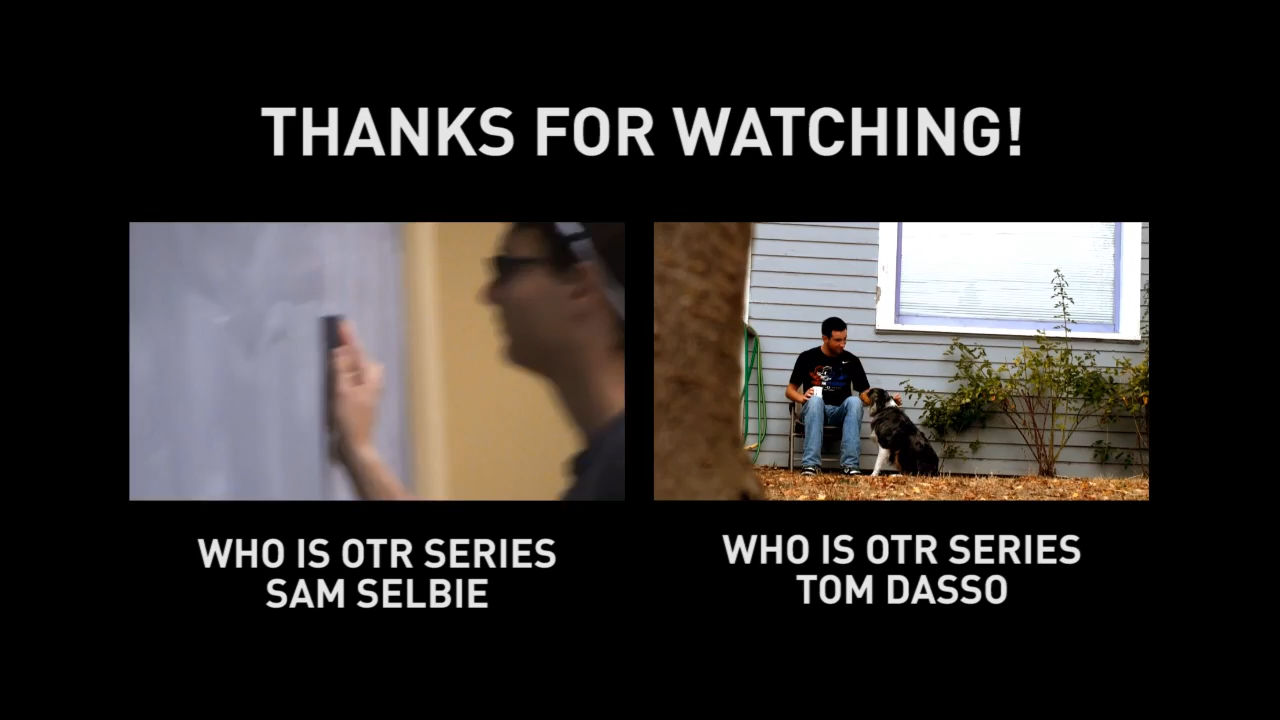 THANKS FOR WATCHING!
WHO IS OTR SERIES
SAM SELBIE
WHO IS OTR SERIES
TOM DASSO